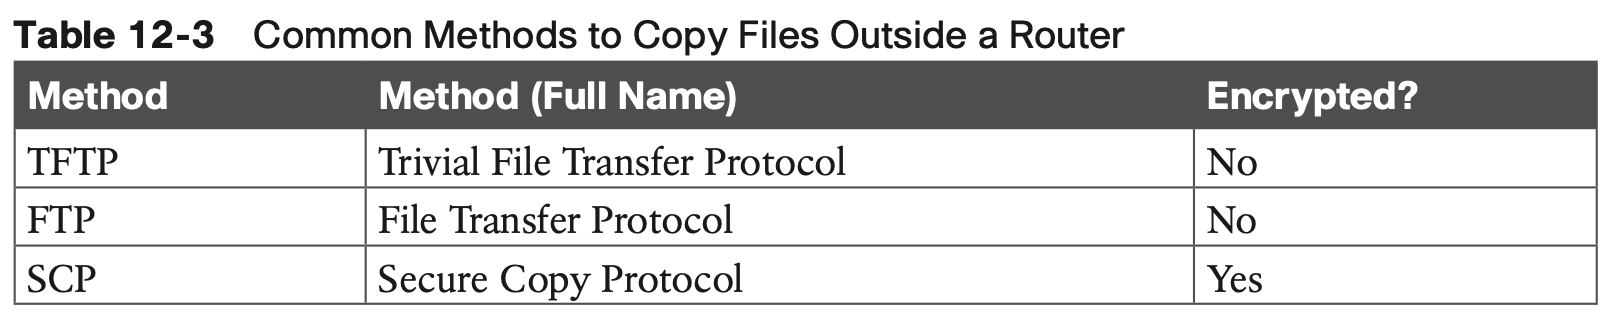 Table 12-3 Common Methods to Copy Files Outside a Router
Method Method (Full Name) Encrypted?
TFTP Trivial File Transfer Protocol No
FTP File Transfer Protocol No
SCP Secure Copy Protocol Yes